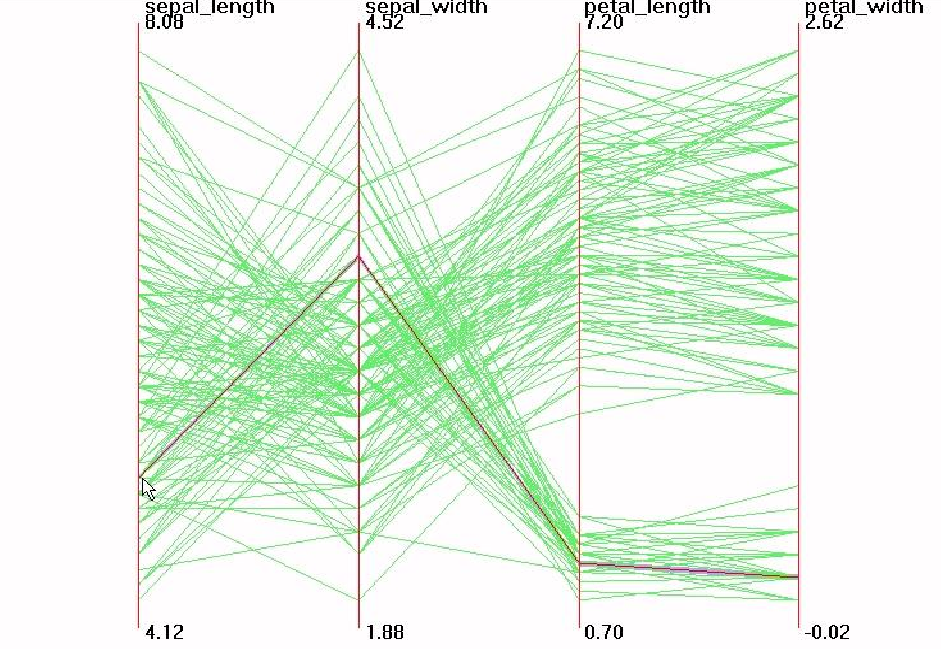 sepal_length sepal_width petal_length petal_width
8.08 4.52 7.20 2.62
4.12 1.88 0.70 -0.02